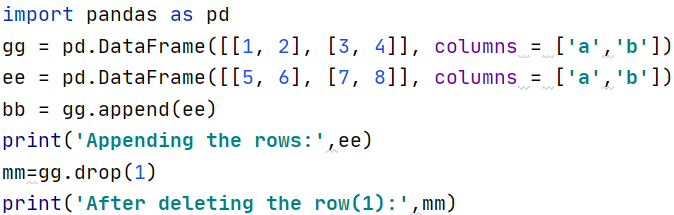 import pandas as pd
gg = pd.DataFrame([[1, 2], [3, 4]], columns = ['a','b'])
ee = pd.DataFrame([[5, 6], [7, 8]], columns = ['a','b'])
bb = gg.append(ee)
print('Appending the rows:',ee)
mm=gg.drop(1)
print('After deleting the row(1):',mm)